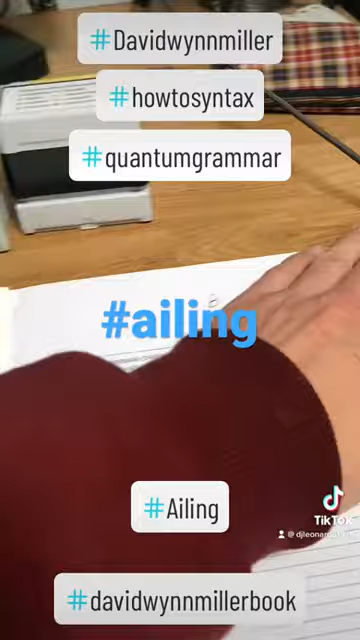 #Davidwynnmiller
#howtosyntax
#quantumgrammar
#ailing
#Ailing
TikTok
#davidwynnmillerbook